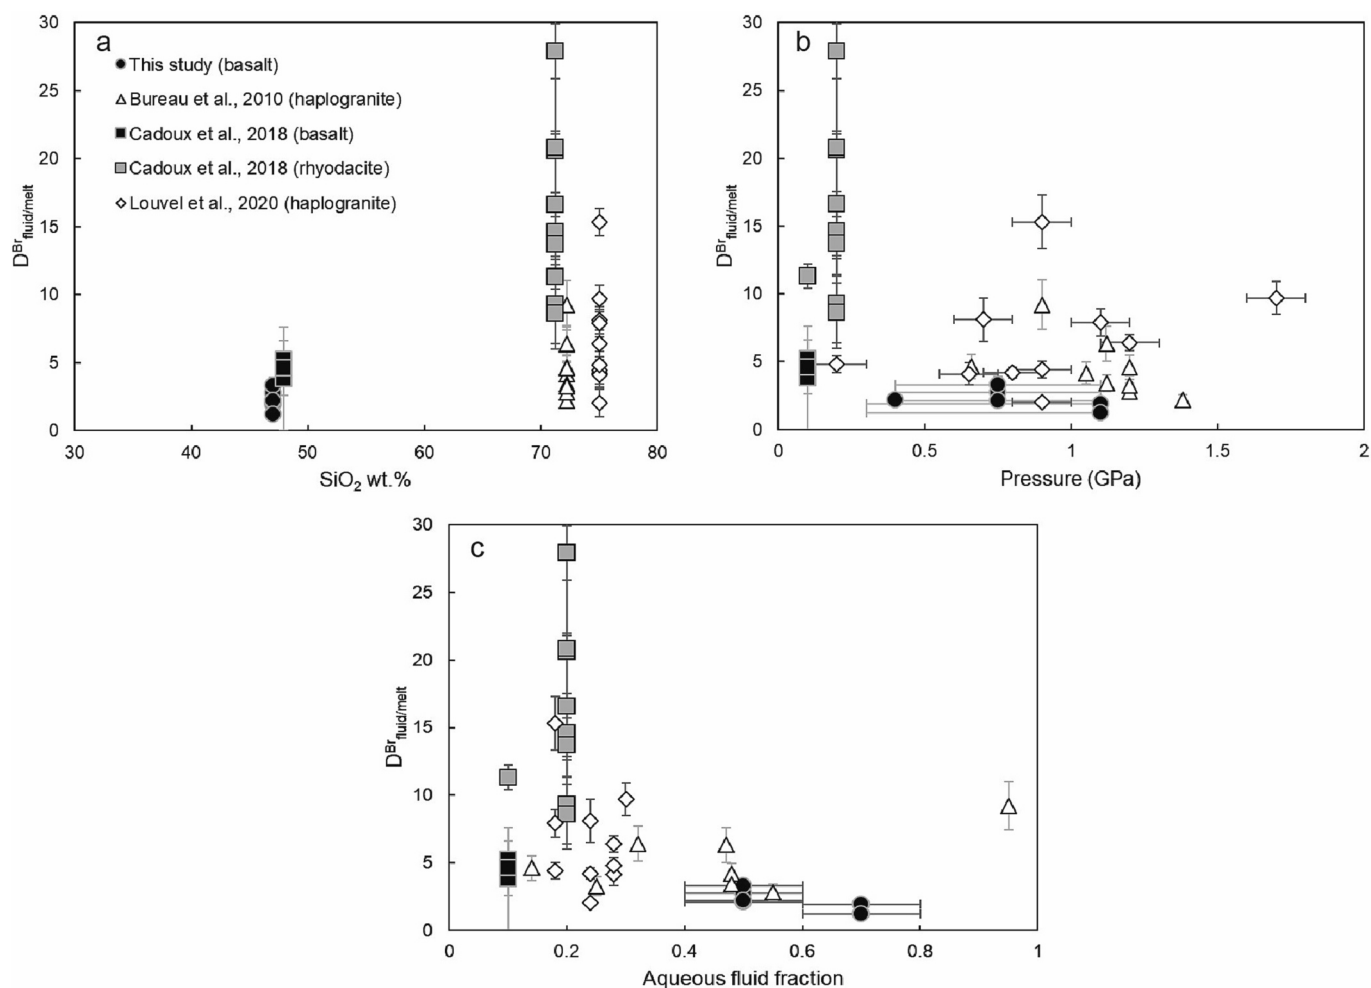 a
This study (basalt)
Bureau et al., 2010 (haplogranite)
Cadoux et al., 2018 (basalt)
Cadoux et al., 2018 (rhyodacite)
Louvel et al., 2020 (haplogranite)
30
25
20
15
10
5
0
D^Br_fluid/melt
30 40 50 60 70 80
SiO₂ wt.%
b
30
25
20
15
10
5
0
D^Br_fluid/melt
0 0.5 1 1.5 2
Pressure (GPa)
c
30
25
20
15
10
5
0
D^Br_fluid/melt
0 0.2 0.4 0.6 0.8 1
Aqueous fluid fraction